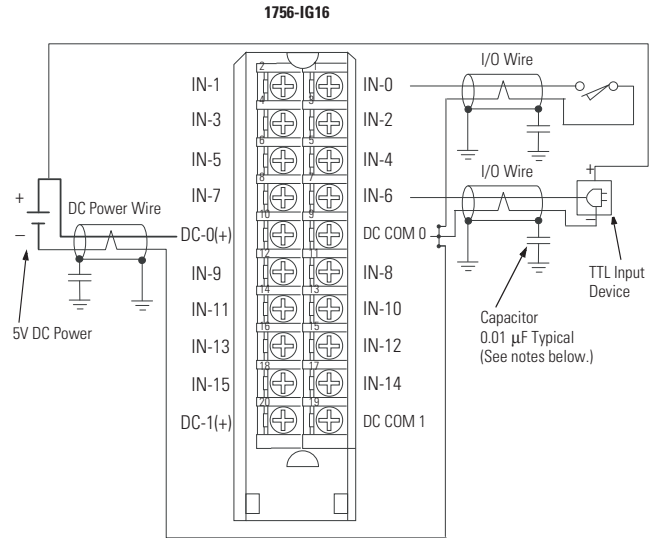 1756-IG16
I/O Wire
2 1
IN-1 IN-0
4 3
IN-3 IN-2
6 5
IN-5 IN-4
I/O Wire
8 7
+
IN-7 IN-6
+
DC Power Wire
10 9
–
DC-0(+) DC COM 0
12 11
IN-9 IN-8
TTL Input
Device
14 13
IN-11 IN-10
Capacitor
0.01 µF Typical
(See notes below.)
5V DC Power
16 15
IN-13 IN-12
18 17
IN-15 IN-14
20 19
DC-1(+) DC COM 1